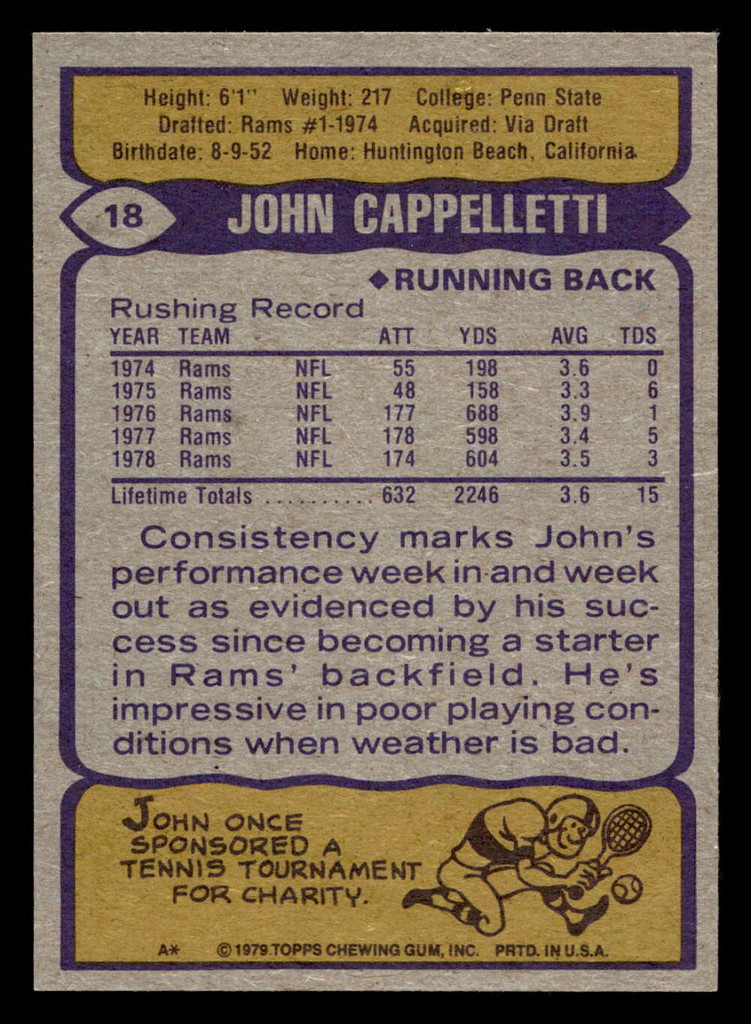 Height: 6'1" Weight: 217 College: Penn State
Drafted: Rams #1-1974 Acquired: Via Draft
Birthdate: 8-9-52 Home: Huntington Beach, California
18 JOHN CAPPELLETTI
◆RUNNING BACK
Rushing Record
YEAR TEAM ATT YDS AVG TDS
1974 Rams NFL 55 198 3.6 0
1975 Rams NFL 48 158 3.3 6
1976 Rams NFL 177 688 3.9 1
1977 Rams NFL 178 598 3.4 5
1978 Rams NFL 174 604 3.5 3
Lifetime Totals .......... 632 2246 3.6 15
Consistency marks John's
performance week in and week
out as evidenced by his suc-
cess since becoming a starter
in Rams' backfield. He's
impressive in poor playing con-
ditions when weather is bad.
JOHN ONCE
SPONSORED A
TENNIS TOURNAMENT
FOR CHARITY.
A* © 1979 TOPPS CHEWING GUM, INC. PRTD. IN U.S.A.